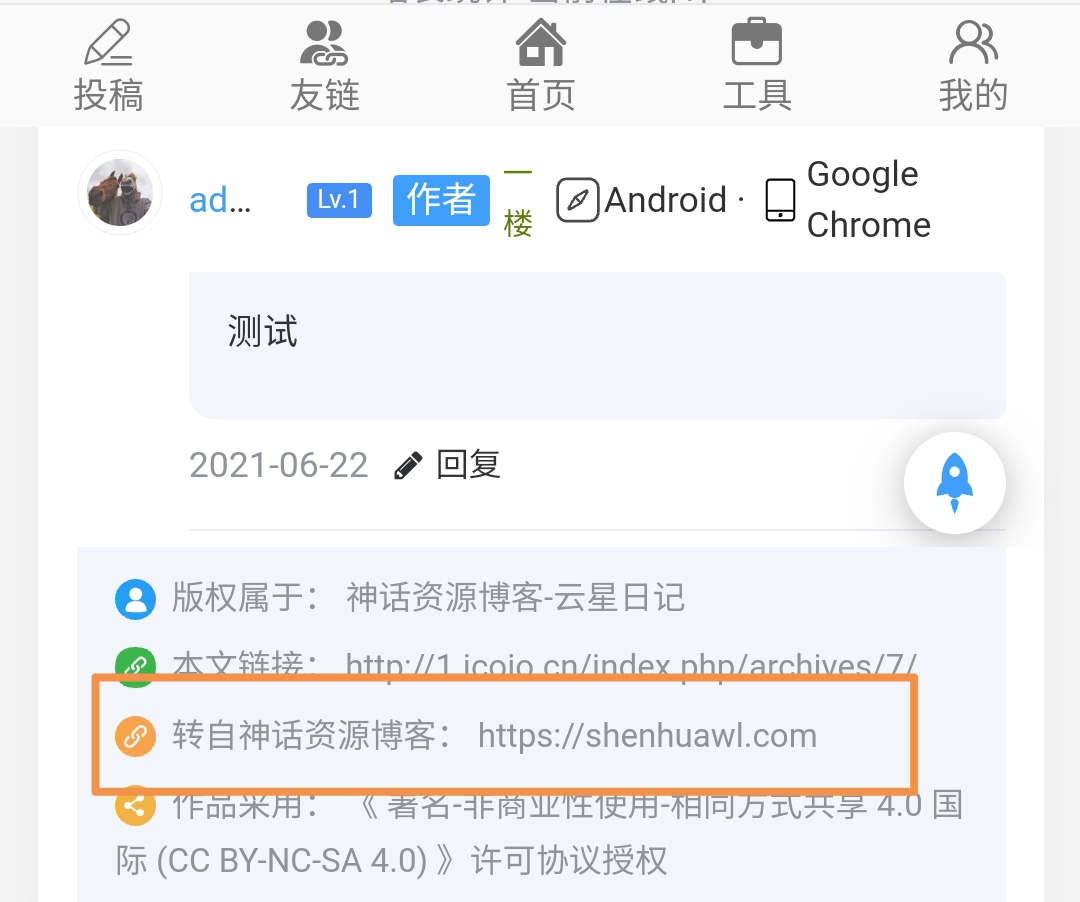 投稿 友链 首页 工具 我的
ad... Lv.1 作者 一楼 Android · Google Chrome
测试
2021-06-22 回复
版权属于： 神话资源博客-云星日记
本文链接： http://1.icoio.cn/index.php/archives/7/
转自神话资源博客： https://shenhuawl.com
作品采用： 《 署名-非商业性使用-相同方式共享 4.0 国
际 (CC BY-NC-SA 4.0) 》许可协议授权